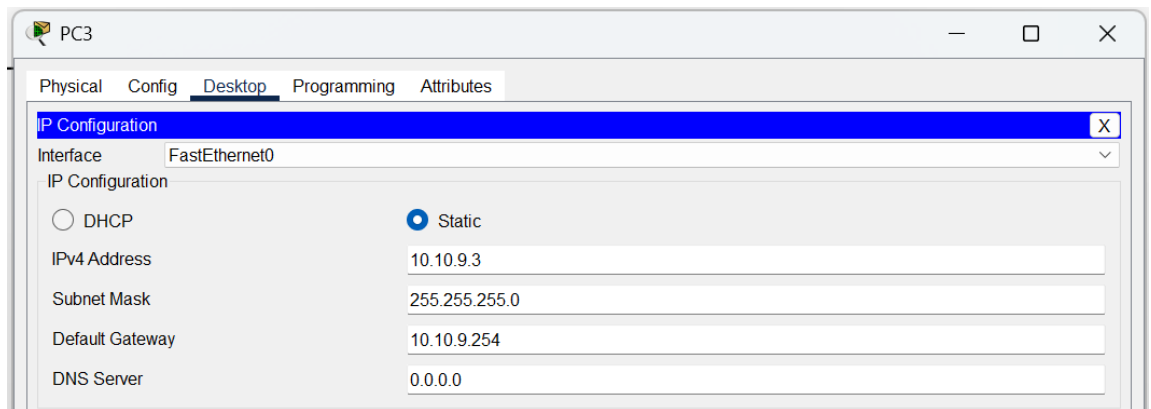 PC3
Physical Config Desktop Programming Attributes
IP Configuration X
Interface FastEthernet0
IP Configuration
DHCP Static
IPv4 Address 10.10.9.3
Subnet Mask 255.255.255.0
Default Gateway 10.10.9.254
DNS Server 0.0.0.0